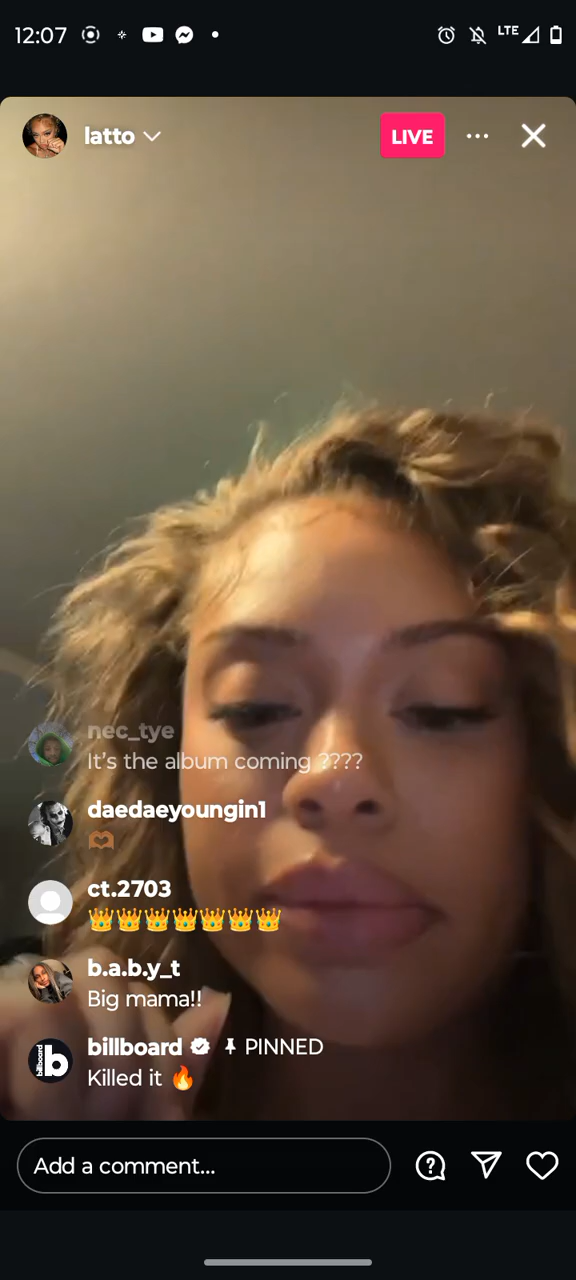 12:07
LTE
latto
LIVE
nec_tye
It's the album coming ????
daedaeyoungin1
🫶🏾
ct.2703
👑👑👑👑👑👑👑
b.a.b.y_t
Big mama!!
billboard PINNED
Killed it 🔥
Add a comment...